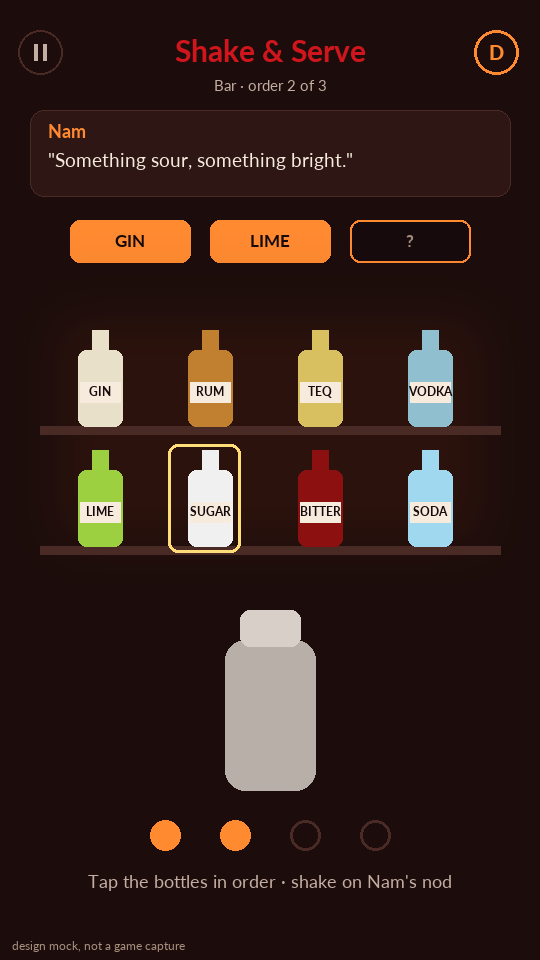 Shake & Serve
D
Bar · order 2 of 3
Nam
"Something sour, something bright."
GIN
LIME
?
GIN
RUM
TEQ
VODKA
LIME
SUGAR
BITTER
SODA
Tap the bottles in order · shake on Nam's nod
design mock, not a game capture